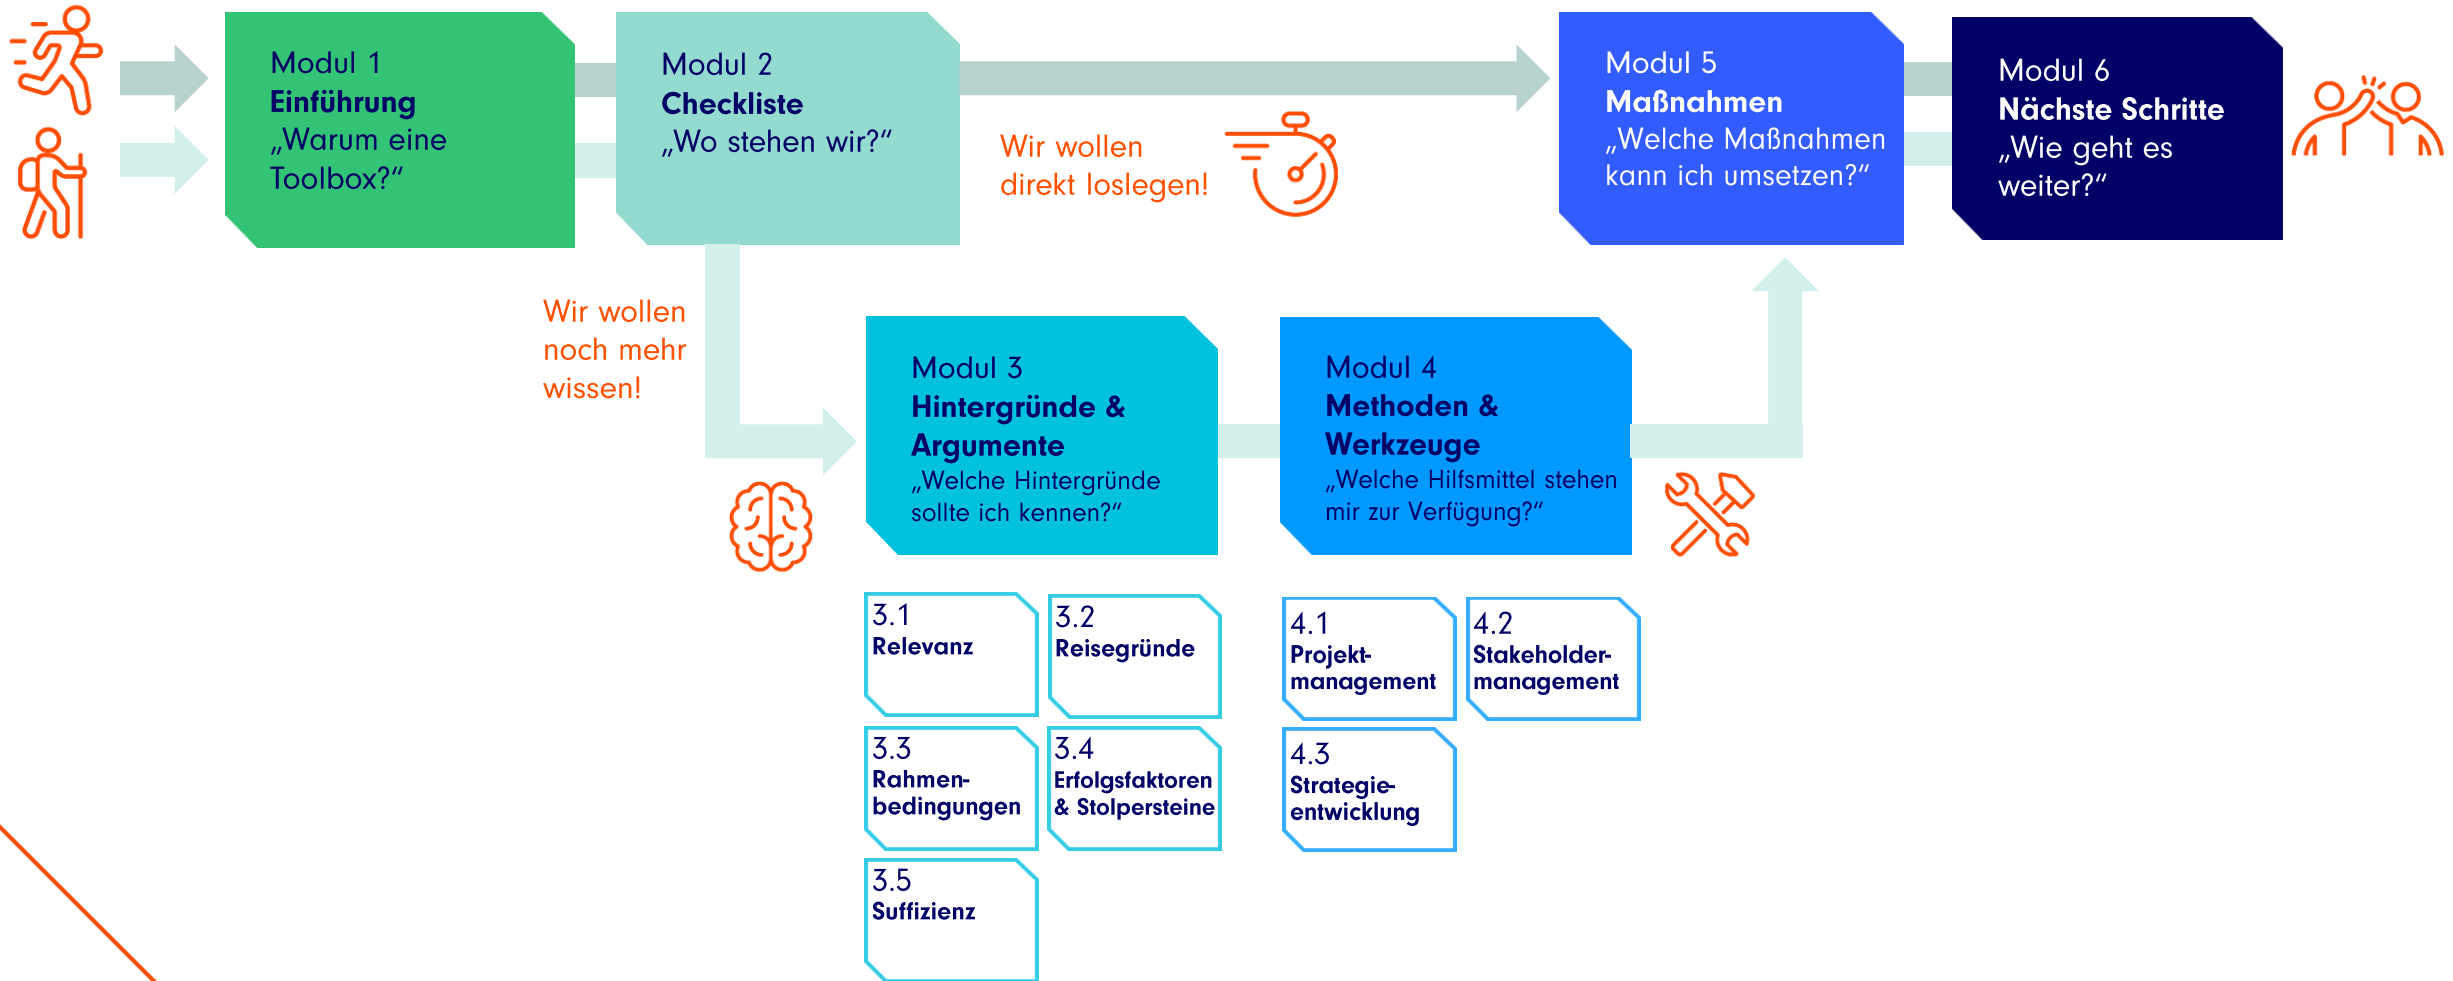 Modul 1
Einführung
„Warum eine
Toolbox?“
Modul 2
Checkliste
„Wo stehen wir?“
Wir wollen
direkt loslegen!
Modul 5
Maßnahmen
„Welche Maßnahmen
kann ich umsetzen?“
Modul 6
Nächste Schritte
„Wie geht es
weiter?“
Wir wollen
noch mehr
wissen!
Modul 3
Hintergründe &
Argumente
„Welche Hintergründe
sollte ich kennen?“
Modul 4
Methoden &
Werkzeuge
„Welche Hilfsmittel stehen
mir zur Verfügung?“
3.1
Relevanz
3.2
Reisegründe
3.3
Rahmen-
bedingungen
3.4
Erfolgsfaktoren
& Stolpersteine
3.5
Suffizienz
4.1
Projekt-
management
4.2
Stakeholder-
management
4.3
Strategie-
entwicklung